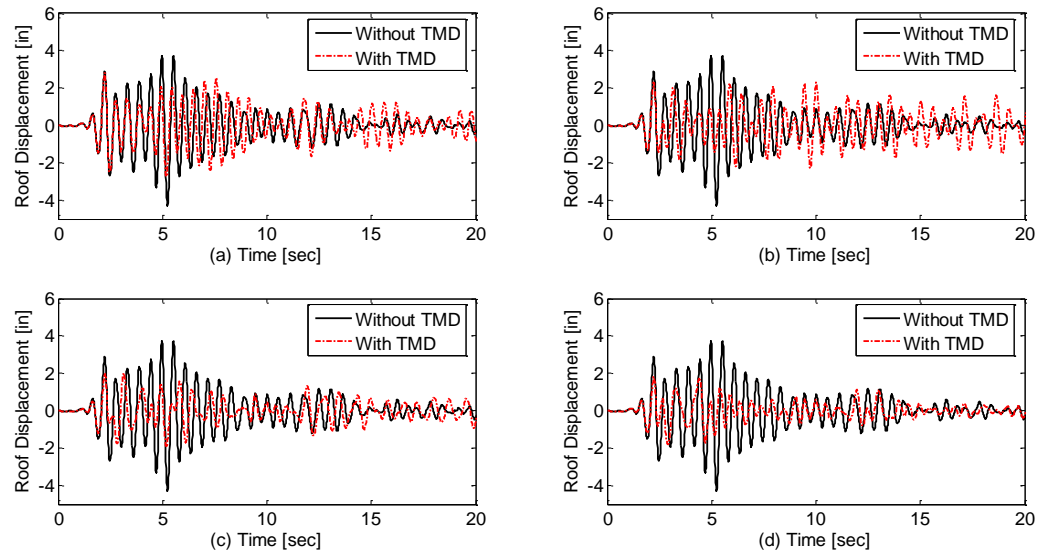 6
4
2
0
-2
-4
Roof Displacement [in]
Without TMD
With TMD
0 5 10 15 20
(a) Time [sec]
6
4
2
0
-2
-4
Roof Displacement [in]
Without TMD
With TMD
0 5 10 15 20
(b) Time [sec]
6
4
2
0
-2
-4
Roof Displacement [in]
Without TMD
With TMD
0 5 10 15 20
(c) Time [sec]
6
4
2
0
-2
-4
Roof Displacement [in]
Without TMD
With TMD
0 5 10 15 20
(d) Time [sec]